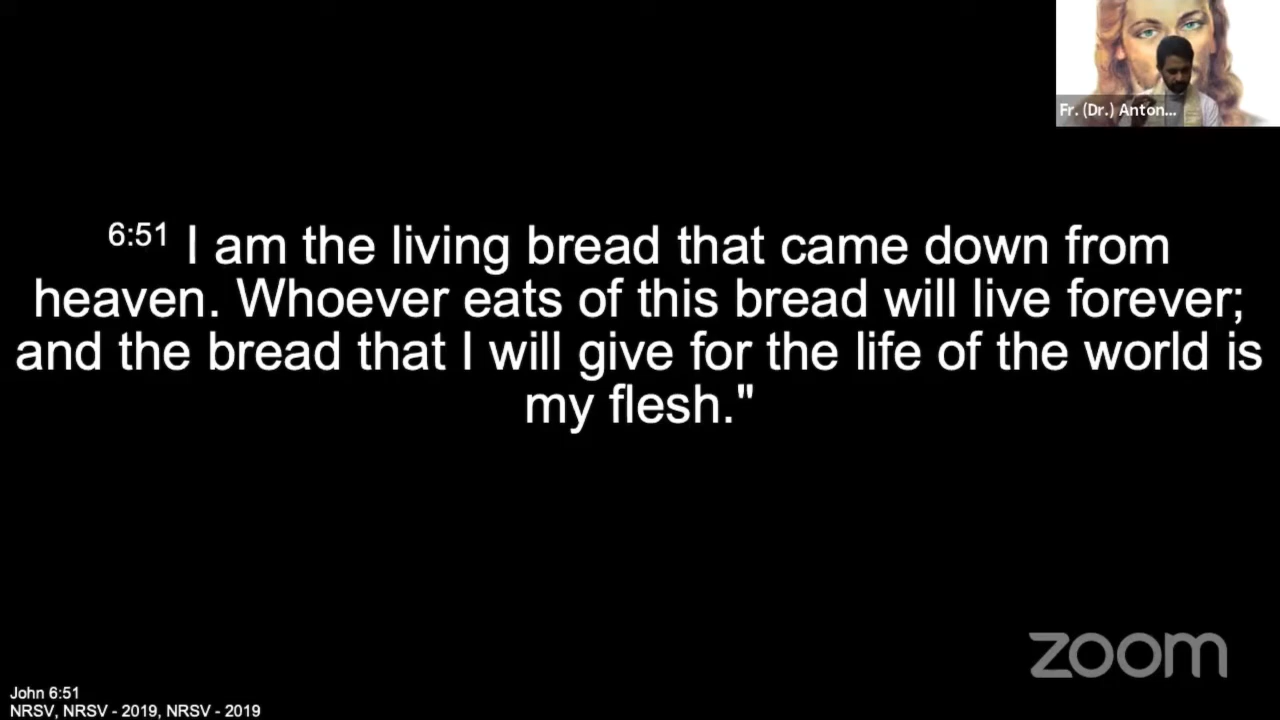 Fr. (Dr.) Anton...
6:51 I am the living bread that came down from
heaven. Whoever eats of this bread will live forever;
and the bread that I will give for the life of the world is
my flesh."
zoom
John 6:51
NRSV, NRSV - 2019, NRSV - 2019